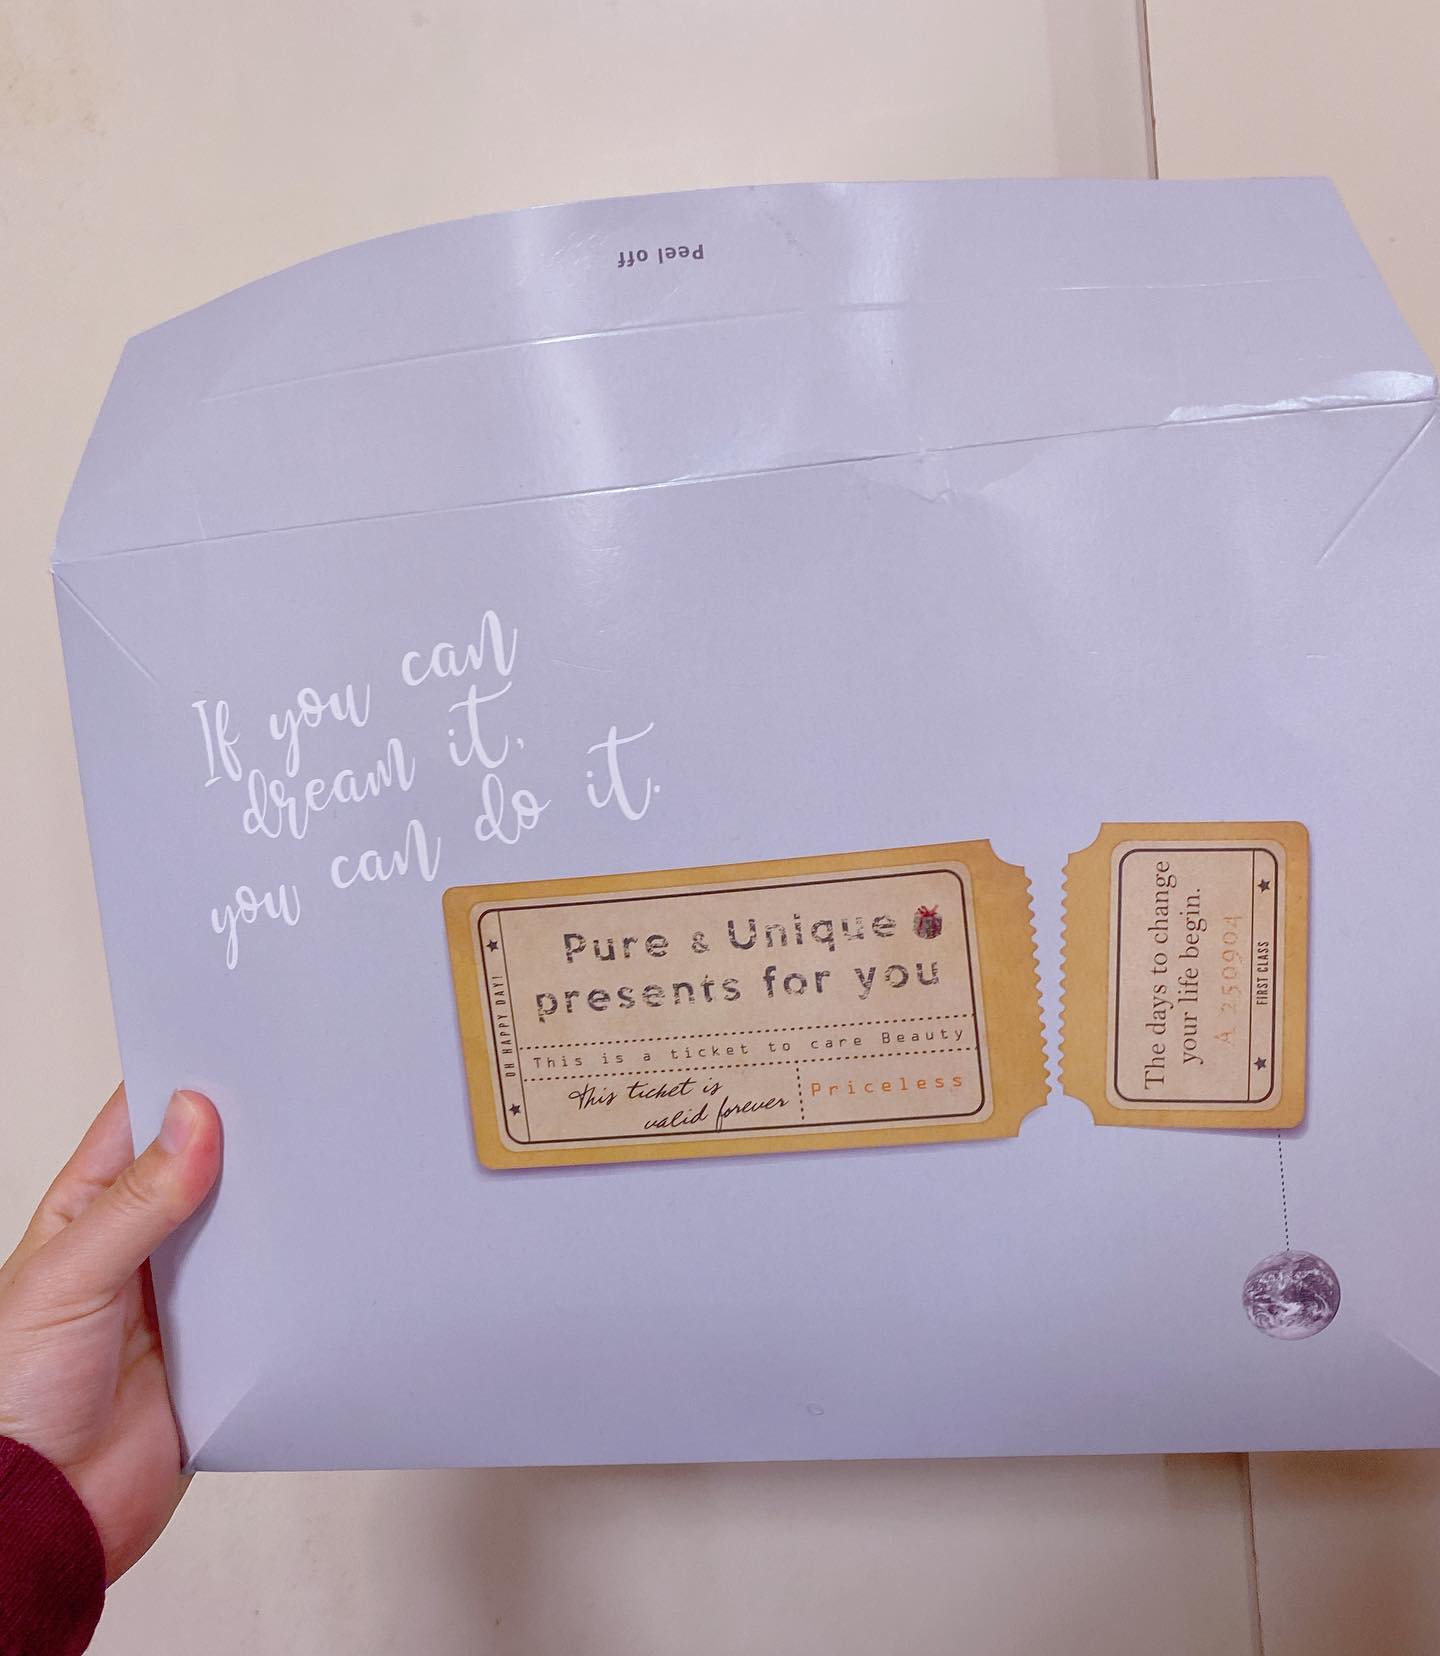 Peel off
If you can
dream it,
you can do it.
OH HAPPY DAY!
Pure & Unique
presents for you
This is a ticket to care Beauty
This ticket is
valid forever
Priceless
The days to change
your life begin.
A 250904
FIRST CLASS